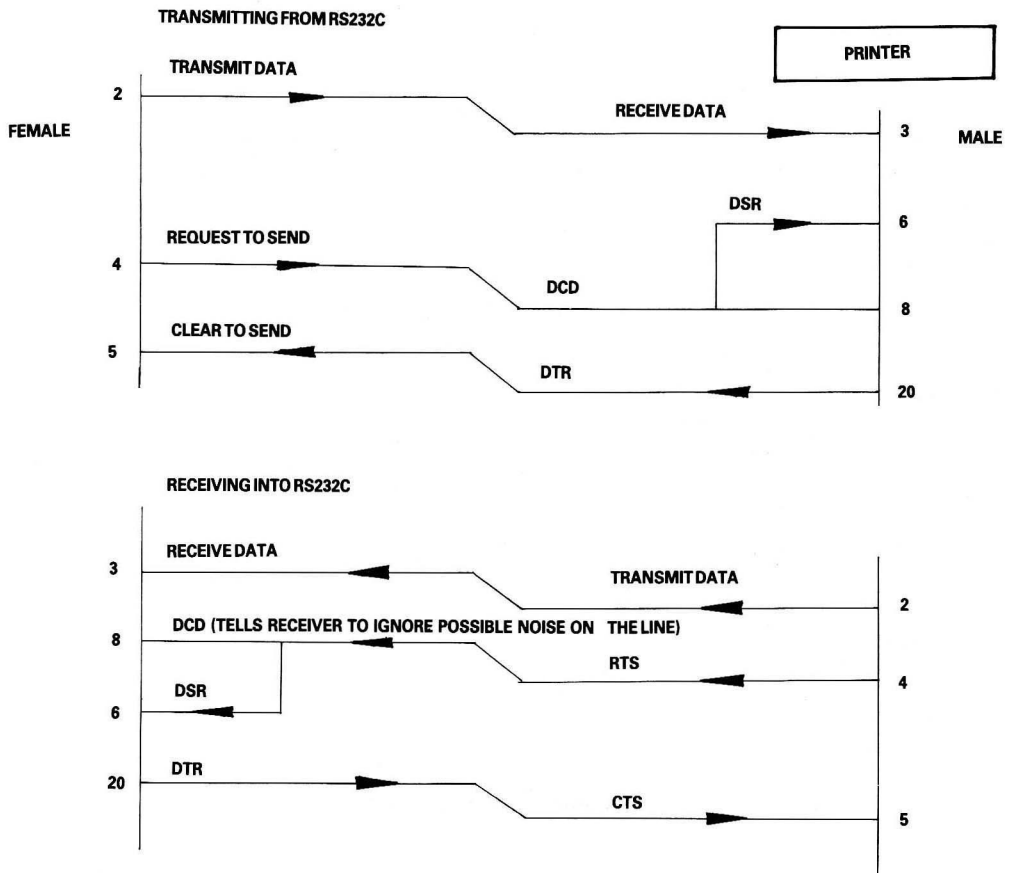 TRANSMITTING FROM RS232C
PRINTER
TRANSMIT DATA
2
RECEIVE DATA
FEMALE
3
MALE
DSR
6
REQUEST TO SEND
4
DCD
8
CLEAR TO SEND
5
DTR
20
RECEIVING INTO RS232C
RECEIVE DATA
3
TRANSMIT DATA
2
DCD (TELLS RECEIVER TO IGNORE POSSIBLE NOISE ON THE LINE)
8
RTS
4
DSR
6
DTR
20
CTS
5